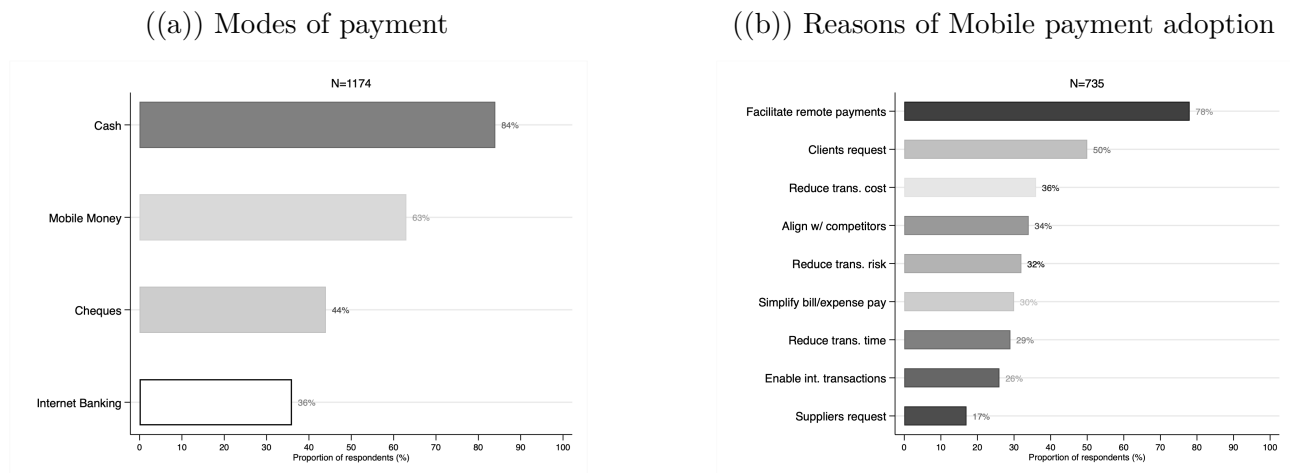 ((a)) Modes of payment
N=1174
Cash
84%
Mobile Money
63%
Cheques
44%
Internet Banking
36%
0 10 20 30 40 50 60 70 80 90 100
Proportion of respondents (%)
((b)) Reasons of Mobile payment adoption
N=735
Facilitate remote payments
78%
Clients request
50%
Reduce trans. cost
36%
Align w/ competitors
34%
Reduce trans. risk
32%
Simplify bill/expense pay
30%
Reduce trans. time
29%
Enable int. transactions
26%
Suppliers request
17%
0 10 20 30 40 50 60 70 80 90 100
Proportion of respondents (%)